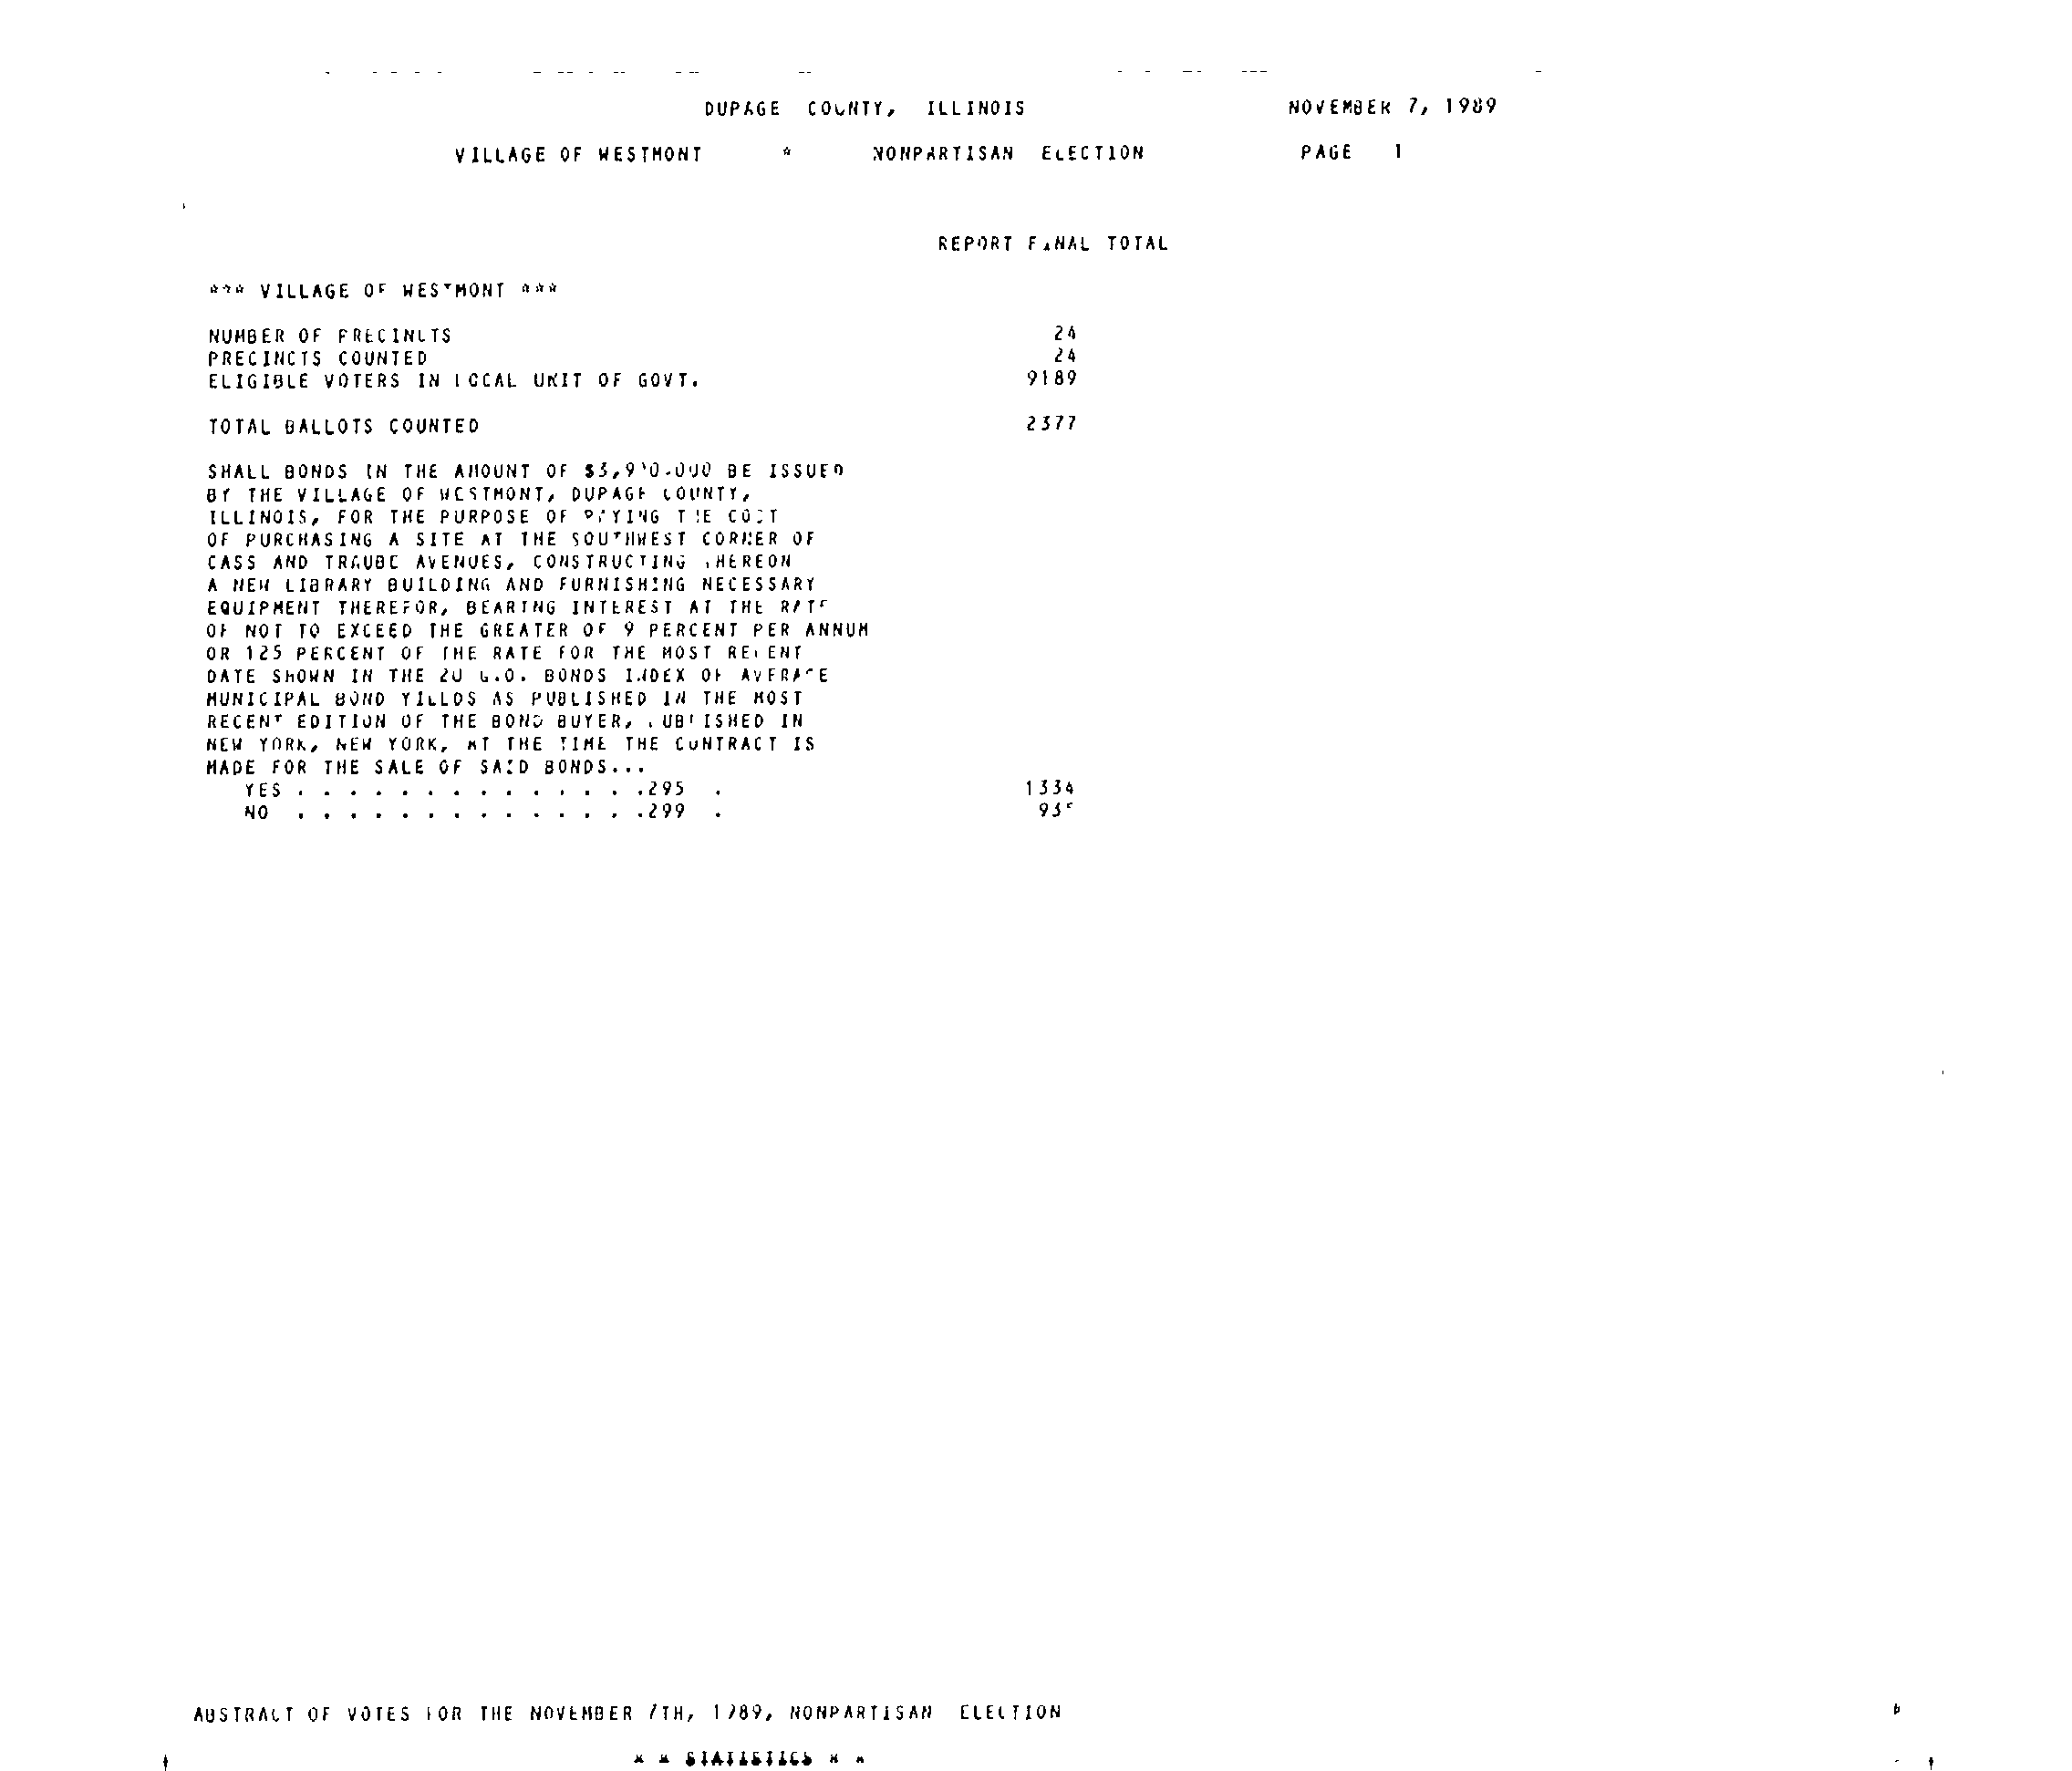 DUPAGE COUNTY, ILLINOIS NOVEMBER 7, 1989
VILLAGE OF WESTMONT * NONPARTISAN ELECTION PAGE 1
REPORT FINAL TOTAL
*** VILLAGE OF WESTMONT ***
NUMBER OF PRECINCTS 24
PRECINCTS COUNTED 24
ELIGIBLE VOTERS IN LOCAL UNIT OF GOVT. 9189
TOTAL BALLOTS COUNTED 2377
SHALL BONDS IN THE AMOUNT OF BE ISSUED
BY THE VILLAGE OF WESTMONT, DUPAGE COUNTY,
ILLINOIS, FOR THE PURPOSE OF PAYING THE COST
OF PURCHASING A SITE AT THE SOUTHWEST CORNER OF
CASS AND TRAUBE AVENUES, CONSTRUCTING THEREON
A NEW LIBRARY BUILDING AND FURNISHING NECESSARY
EQUIPMENT THEREFOR, BEARING INTEREST AT THE RATE
OF NOT TO EXCEED THE GREATER OF 9 PERCENT PER ANNUM
OR 125 PERCENT OF THE RATE FOR THE MOST RECENT
DATE SHOWN IN THE 20 G.O. BONDS INDEX OF AVERAGE
MUNICIPAL BOND YIELDS AS PUBLISHED IN THE MOST
RECENT EDITION OF THE BOND BUYER, PUBLISHED IN
NEW YORK, NEW YORK, AT THE TIME THE CONTRACT IS
MADE FOR THE SALE OF SAID BONDS...
YES . . . . . . . . . . . . . .295 . 1334
NO . . . . . . . . . . . . . .299 .
ABSTRACT OF VOTES FOR THE NOVEMBER 7TH, 1989, NONPARTISAN ELECTION
* * STATISTICS * *